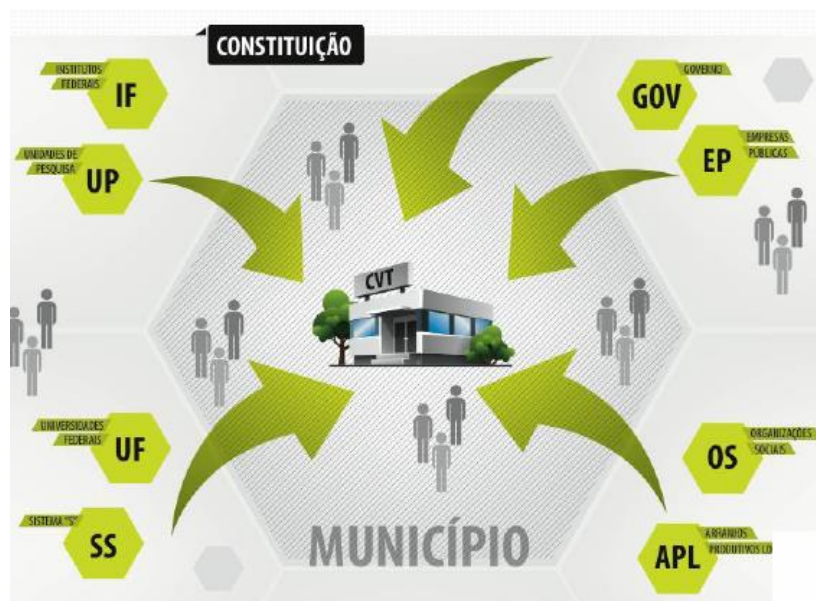 CONSTITUIÇÃO
INSTITUTOS
FEDERAIS
IF
UNIDADES DE
PESQUISA
UP
GOVERNO
GOV
EMPRESAS
PÚBLICAS
EP
CVT
UNIVERSIDADES
FEDERAIS
UF
SISTEMA "S"
SS
ORGANIZAÇÕES
SOCIAIS
OS
ARRANJOS
PRODUTIVOS LO
APL
MUNICÍPIO